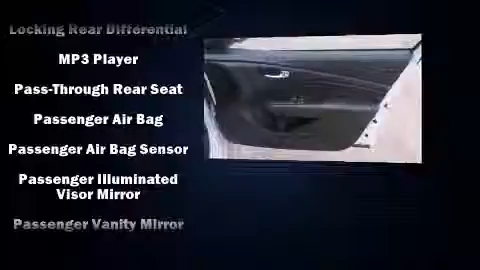 Locking Rear Differential
MP3 Player
Pass-Through Rear Seat
Passenger Air Bag
Passenger Air Bag Sensor
Passenger Illuminated
Visor Mirror
Passenger Vanity Mirror